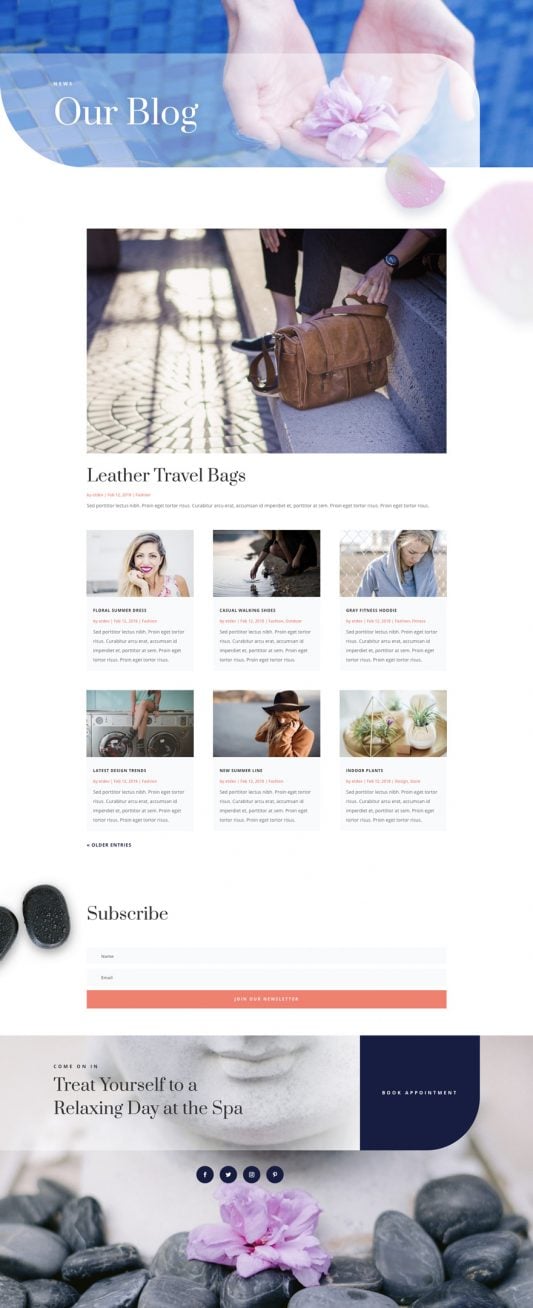 NEWS
Our Blog
Leather Travel Bags
by etdev | Feb 12, 2018 | Fashion
Sed porttitor lectus nibh. Proin eget tortor risus. Curabitur arcu erat, accumsan id imperdiet et, porttitor at sem. Proin eget tortor risus. Proin eget tortor risus.
FLORAL SUMMER DRESS
by etdev | Feb 12, 2018 | Fashion
Sed porttitor lectus nibh. Proin eget tortor
risus. Curabitur arcu erat, accumsan id
imperdiet et, porttitor at sem. Proin eget
tortor risus. Proin eget tortor risus.
CASUAL WALKING SHOES
by etdev | Feb 12, 2018 | Fashion, Outdoor
Sed porttitor lectus nibh. Proin eget tortor
risus. Curabitur arcu erat, accumsan id
imperdiet et, porttitor at sem. Proin eget
tortor risus. Proin eget tortor risus.
GRAY FITNESS HOODIE
by etdev | Feb 12, 2018 | Fashion, Fitness
Sed porttitor lectus nibh. Proin eget tortor
risus. Curabitur arcu erat, accumsan id
imperdiet et, porttitor at sem. Proin eget
tortor risus. Proin eget tortor risus.
LATEST DESIGN TRENDS
by etdev | Feb 12, 2018 | Fashion
Sed porttitor lectus nibh. Proin eget tortor
risus. Curabitur arcu erat, accumsan id
imperdiet et, porttitor at sem. Proin eget
tortor risus. Proin eget tortor risus.
NEW SUMMER LINE
by etdev | Feb 12, 2018 | Fashion
Sed porttitor lectus nibh. Proin eget tortor
risus. Curabitur arcu erat, accumsan id
imperdiet et, porttitor at sem. Proin eget
tortor risus. Proin eget tortor risus.
INDOOR PLANTS
by etdev | Feb 12, 2018 | Design,
Sed porttitor lectus nibh. Proin eget tortor
risus. Curabitur arcu erat, accumsan id
imperdiet et, porttitor at sem. Proin eget
tortor risus. Proin eget tortor risus.
« OLDER ENTRIES
Subscribe
Name
Email
JOIN OUR NEWSLETTER
COME ON IN
Treat Yourself to a
Relaxing Day at the Spa
BOOK APPOINTMENT